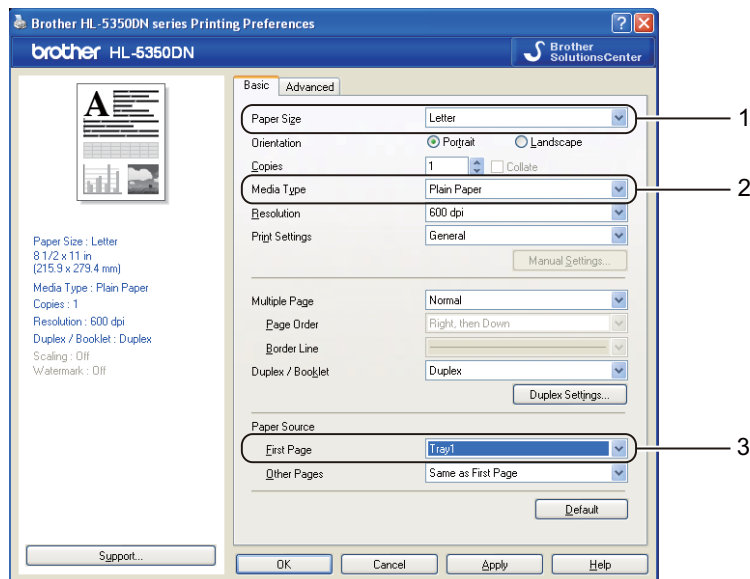 Brother HL-5350DN series Printing Preferences
brother HL-5350DN
Brother
SolutionsCenter
A
Paper Size : Letter
8 1/2 x 11 in
(215.9 x 279.4 mm)
Media Type : Plain Paper
Copies : 1
Resolution : 600 dpi
Duplex / Booklet : Duplex
Scaling : Off
Watermark : Off
Support...
Basic Advanced
Paper Size Letter 1
Orientation Portrait Landscape
Copies 1 Collate
Media Type Plain Paper 2
Resolution 600 dpi
Print Settings General
Manual Settings...
Multiple Page Normal
Page Order Right, then Down
Border Line
Duplex / Booklet Duplex
Duplex Settings...
Paper Source
First Page Tray1 3
Other Pages Same as First Page
Default
OK Cancel Apply Help